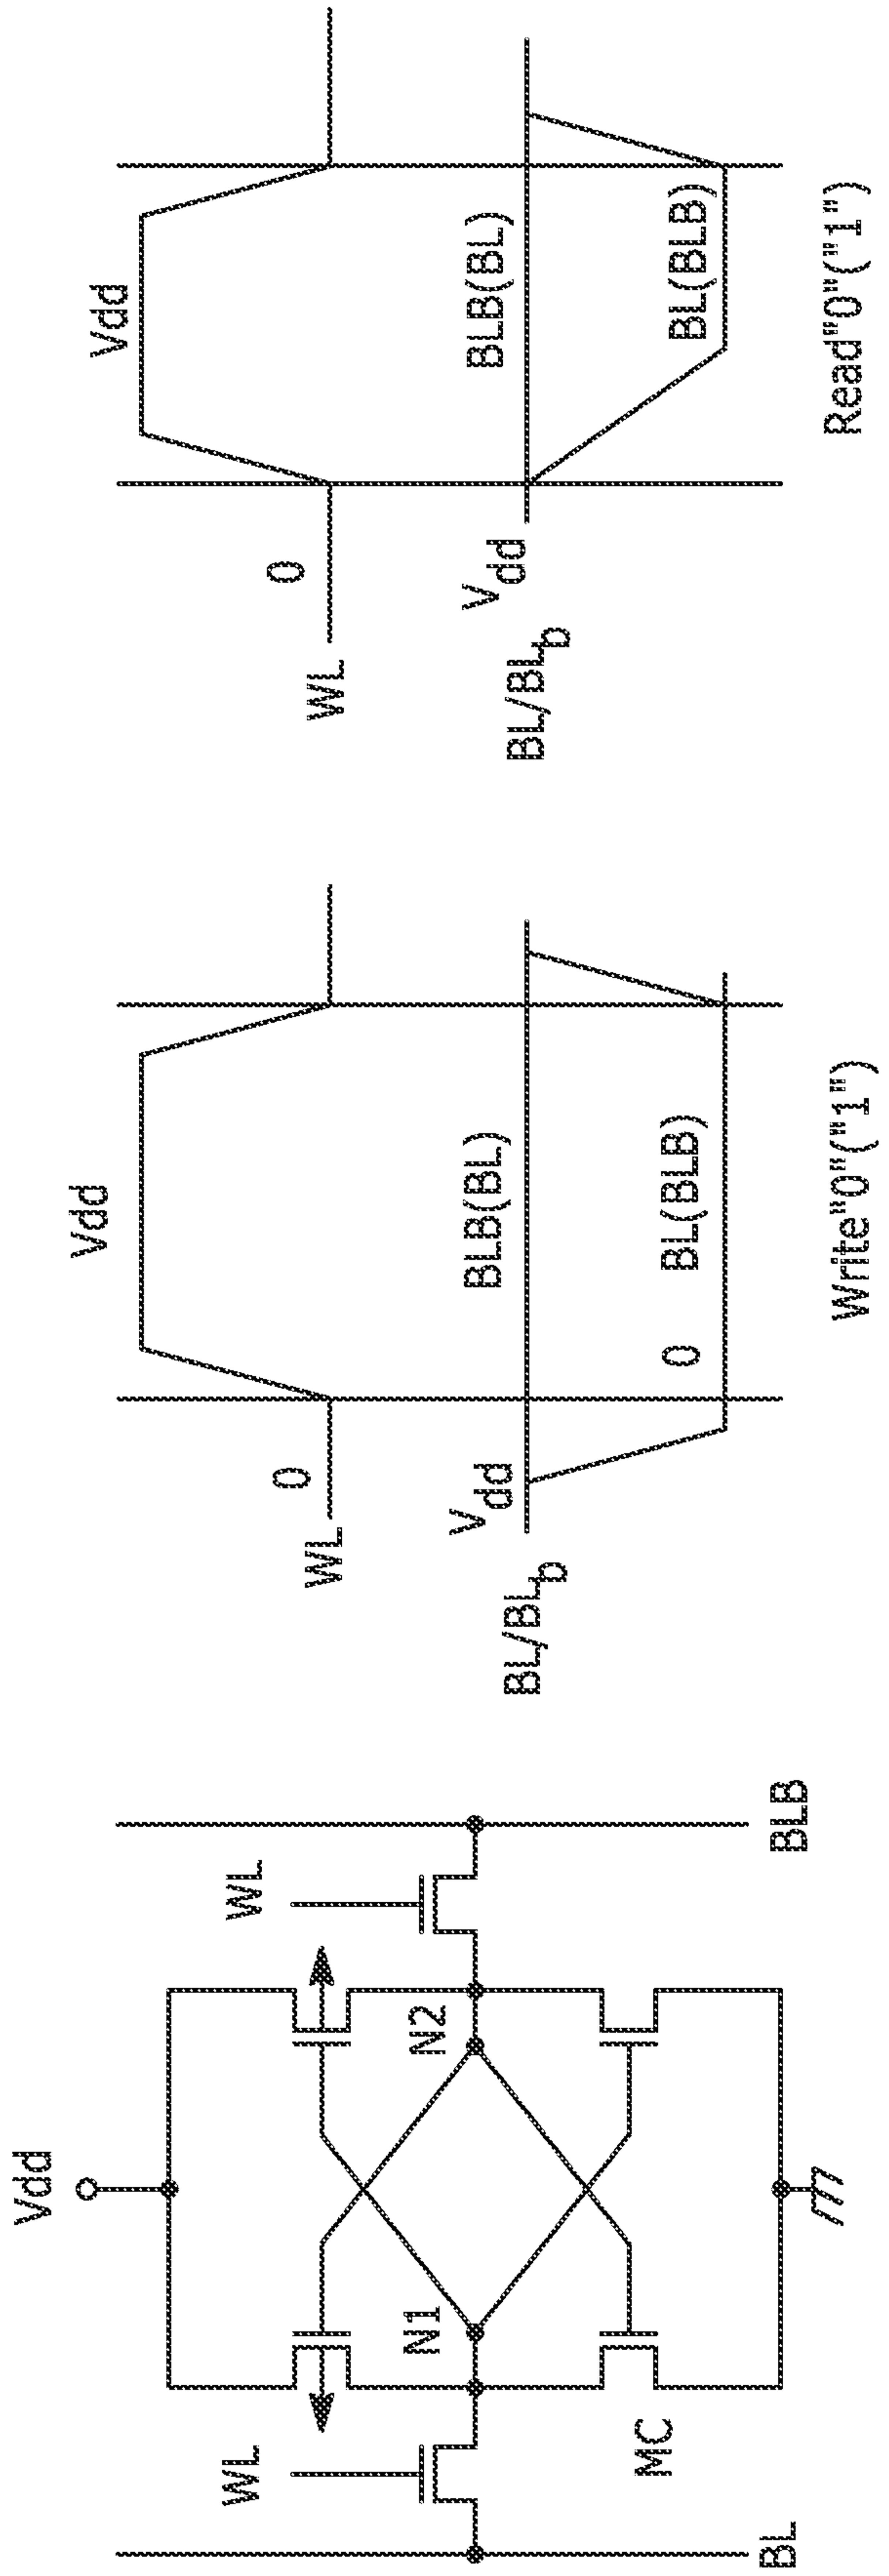 Vdd
WL
WL
N1
N2
MC
BL
BLB
Vdd
0
WL
Vdd
BL/BLb
BLB(BL)
0
BL(BLB)
Write"0"("1")
Vdd
0
WL
Vdd
BL/BLb
BLB(BL)
BL(BLB)
Read"0"("1")